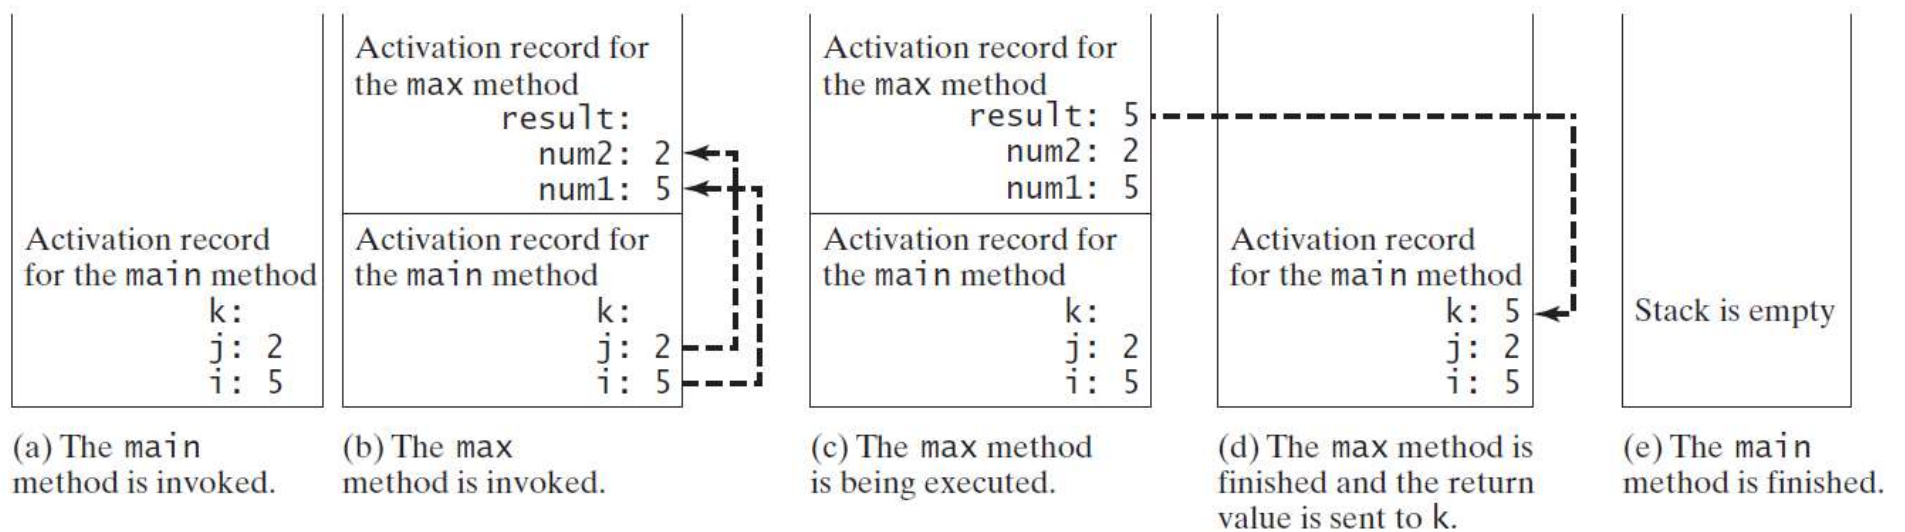 Activation record
for the main method
k:
j: 2
i: 5
(a) The main
method is invoked.
Activation record for
the max method
result:
num2: 2
num1: 5
Activation record for
the main method
k:
j: 2
i: 5
(b) The max
method is invoked.
Activation record for
the max method
result: 5
num2: 2
num1: 5
Activation record for
the main method
k:
j: 2
i: 5
(c) The max method
is being executed.
Activation record
for the main method
k: 5
j: 2
i: 5
(d) The max method is
finished and the return
value is sent to k.
Stack is empty
(e) The main
method is finished.